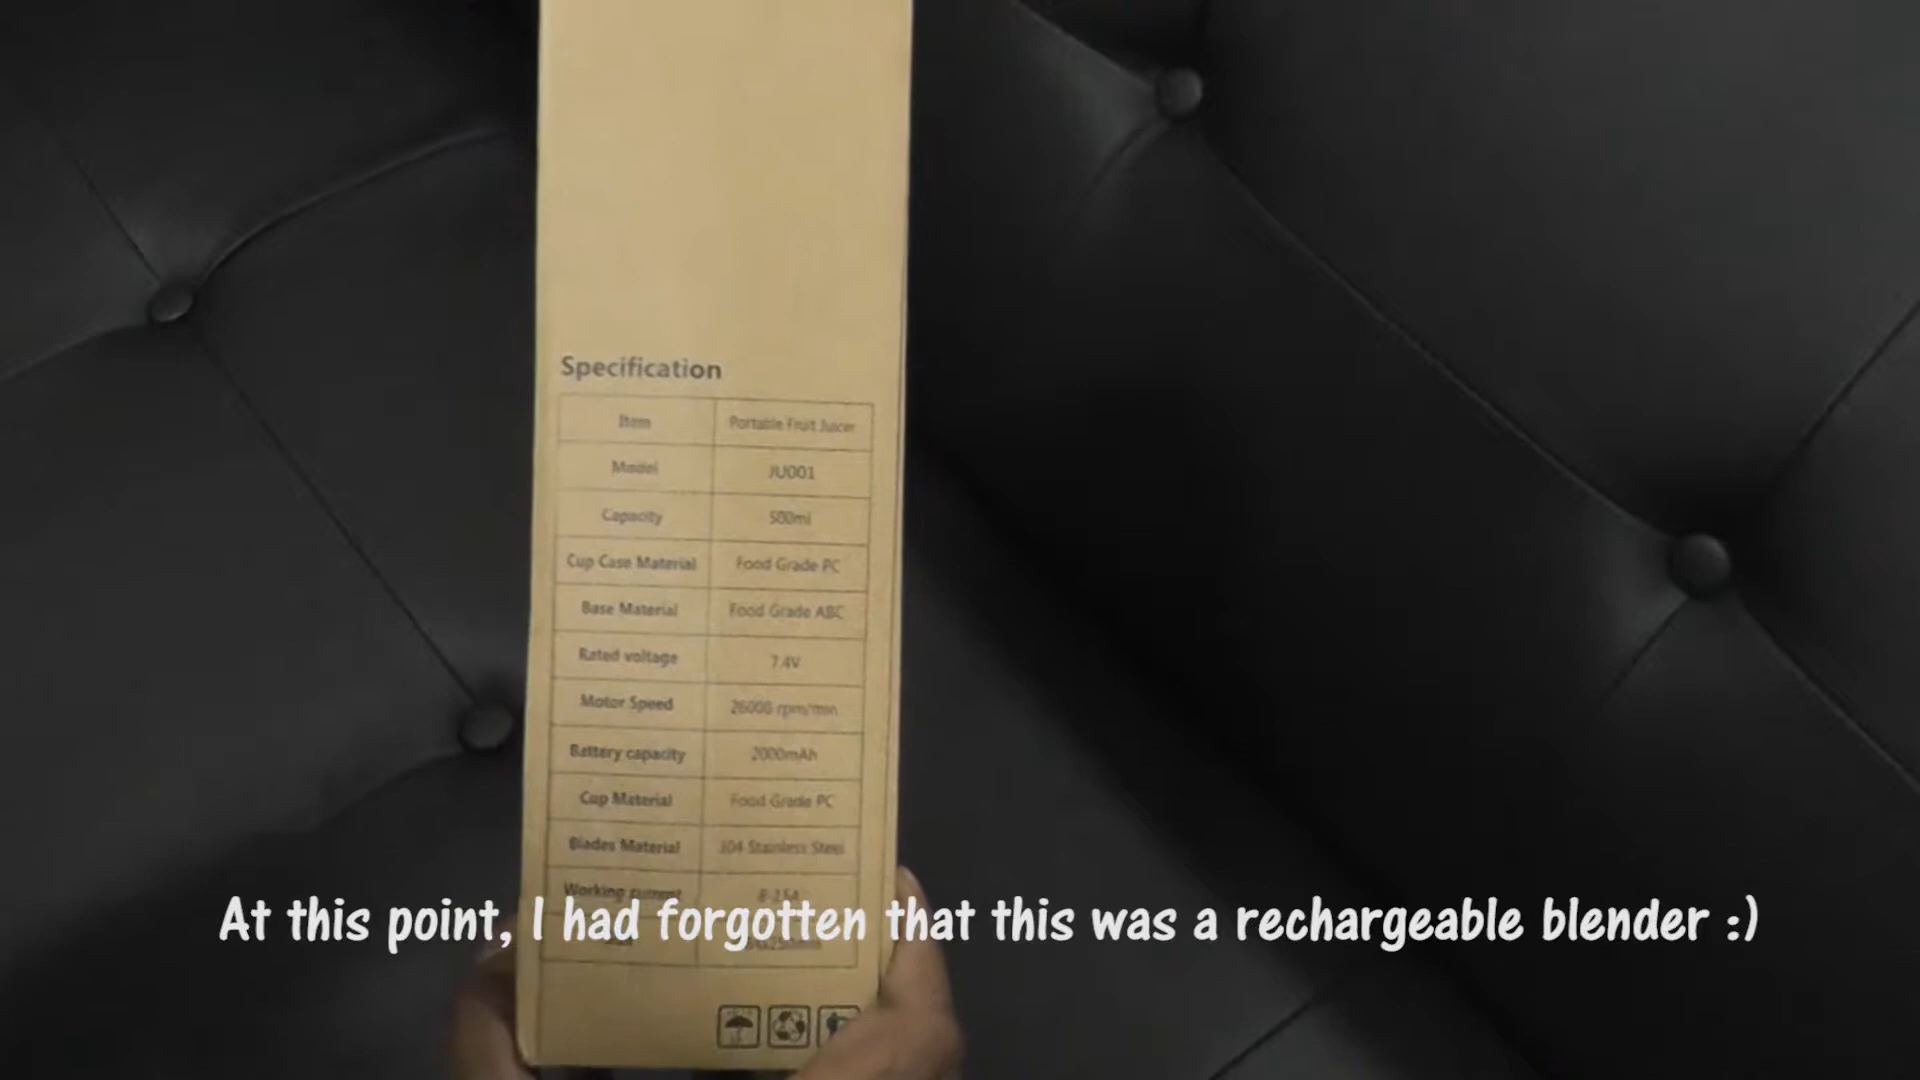 Specification
Item Portable Fruit Juicer
Model JU001
Capacity 500ml
Cup Case Material Food Grade PC
Base Material Food Grade ABC
Rated voltage 7.4V
Motor Speed 26000 rpm/min
Battery capacity 2000mAh
Cup Material Food Grade PC
Blades Material 304 Stainless Steel
Working current
At this point, I had forgotten that this was a rechargeable blender :)